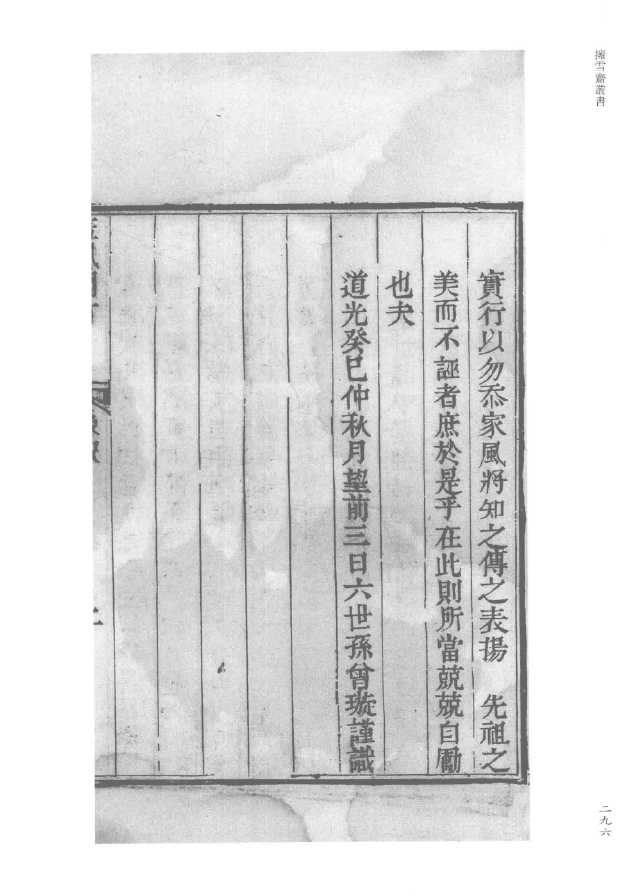 擁雪齋叢書
實行以勿忝家風將知之傳之表揚　先祖之
美而不誣者庶於是乎在此則所當兢兢自勵
也夫
道光癸巳仲秋月望前三日六世孫曾璇謹識
二九六